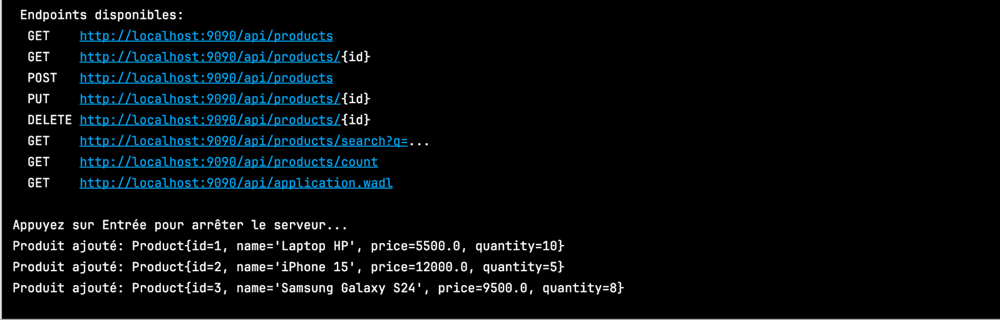 Endpoints disponibles:
GET http://localhost:9090/api/products
GET http://localhost:9090/api/products/{id}
POST http://localhost:9090/api/products
PUT http://localhost:9090/api/products/{id}
DELETE http://localhost:9090/api/products/{id}
GET http://localhost:9090/api/products/search?q=...
GET http://localhost:9090/api/products/count
GET http://localhost:9090/api/application.wadl
Appuyez sur Entrée pour arrêter le serveur...
Produit ajouté: Product{id=1, name='Laptop HP', price=5500.0, quantity=10}
Produit ajouté: Product{id=2, name='iPhone 15', price=12000.0, quantity=5}
Produit ajouté: Product{id=3, name='Samsung Galaxy S24', price=9500.0, quantity=8}